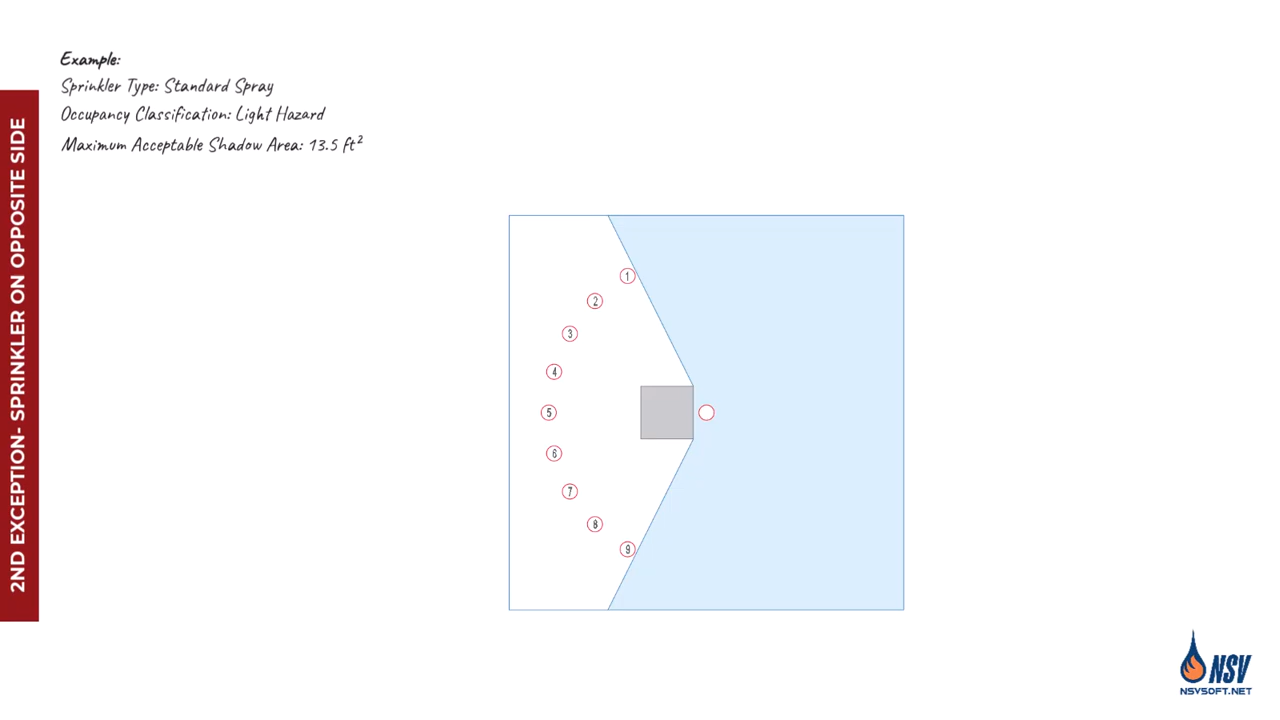 Example:
Sprinkler Type: Standard Spray
Occupancy Classification: Light Hazard
Maximum Acceptable Shadow Area: 13.5 ft²
2ND EXCEPTION- SPRINKLER ON OPPOSITE SIDE
1
2
3
4
5
6
7
8
9
NSV
NSVSOFT.NET